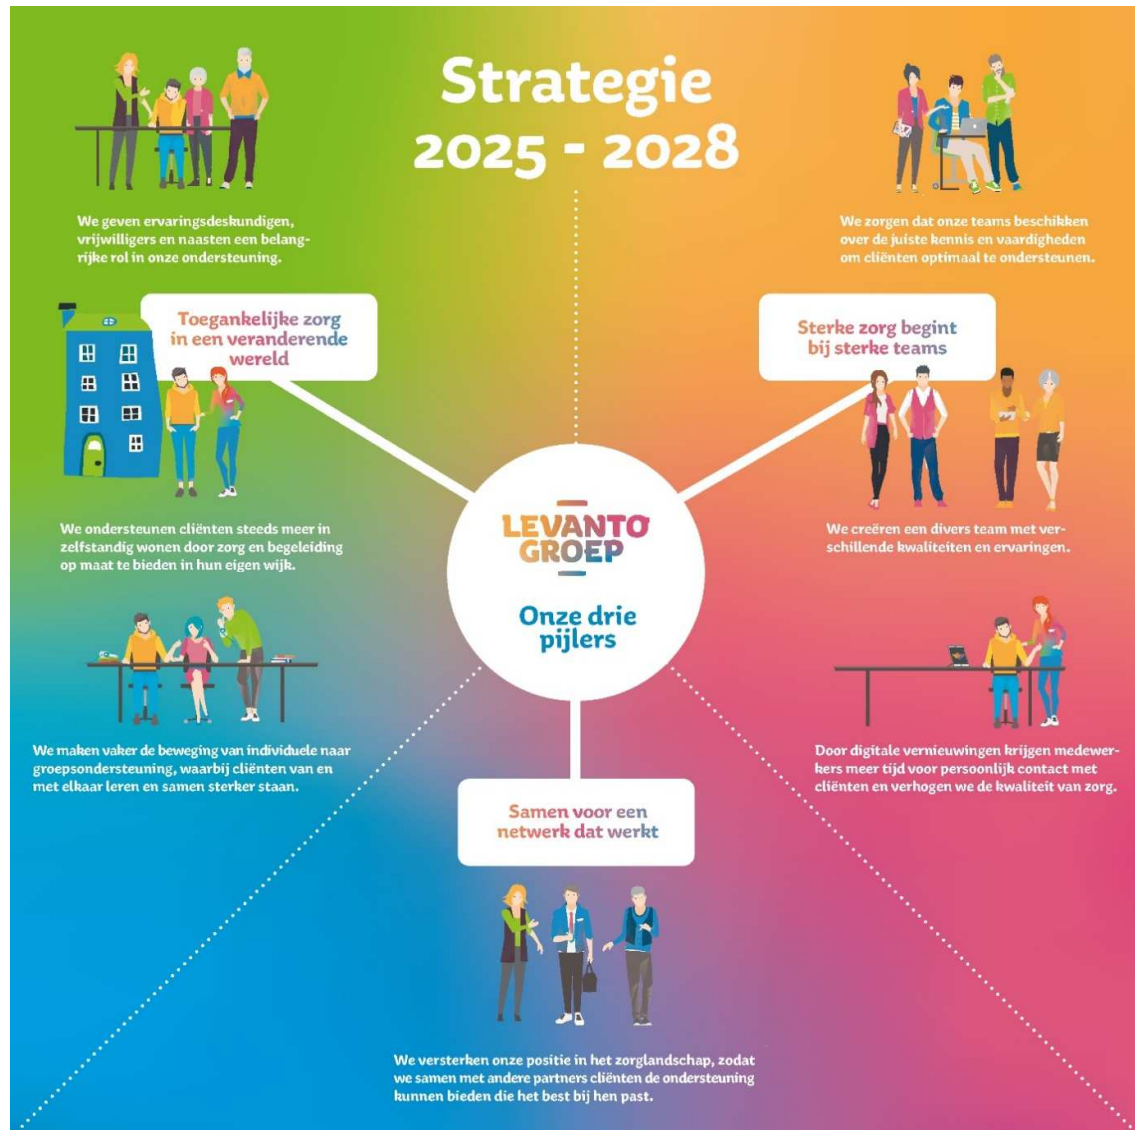 Strategie
2025 - 2028
We geven ervaringsdeskundigen,
vrijwilligers en naasten een belang-
rijke rol in onze ondersteuning.
Toegankelijke zorg
in een veranderende
wereld
We ondersteunen cliënten steeds meer in
zelfstandig wonen door zorg en begeleiding
op maat te bieden in hun eigen wijk.
We maken vaker de beweging van individuele naar
groepsondersteuning, waarbij cliënten van en
met elkaar leren en samen sterker staan.
We zorgen dat onze teams beschikken
over de juiste kennis en vaardigheden
om cliënten optimaal te ondersteunen.
Sterke zorg begint
bij sterke teams
We creëren een divers team met ver-
schillende kwaliteiten en ervaringen.
Door digitale vernieuwingen krijgen medewer-
kers meer tijd voor persoonlijk contact met
cliënten en verhogen we de kwaliteit van zorg.
LEVANTO
GROEP
Onze drie
pijlers
Samen voor een
netwerk dat werkt
We versterken onze positie in het zorglandschap, zodat
we samen met andere partners cliënten de ondersteuning
kunnen bieden die het best bij hen past.